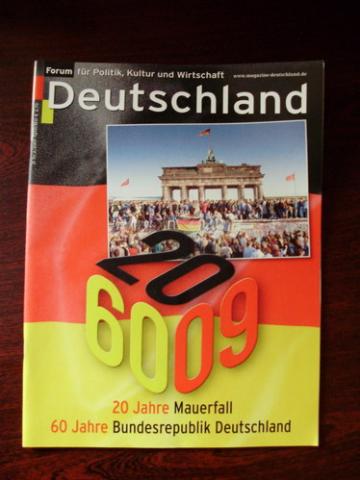 Forum für Politik, Kultur und Wirtschaft
www.magazine-deutschland.de
Deutschland
20
6009
20 Jahre Mauerfall
60 Jahre Bundesrepublik Deutschland